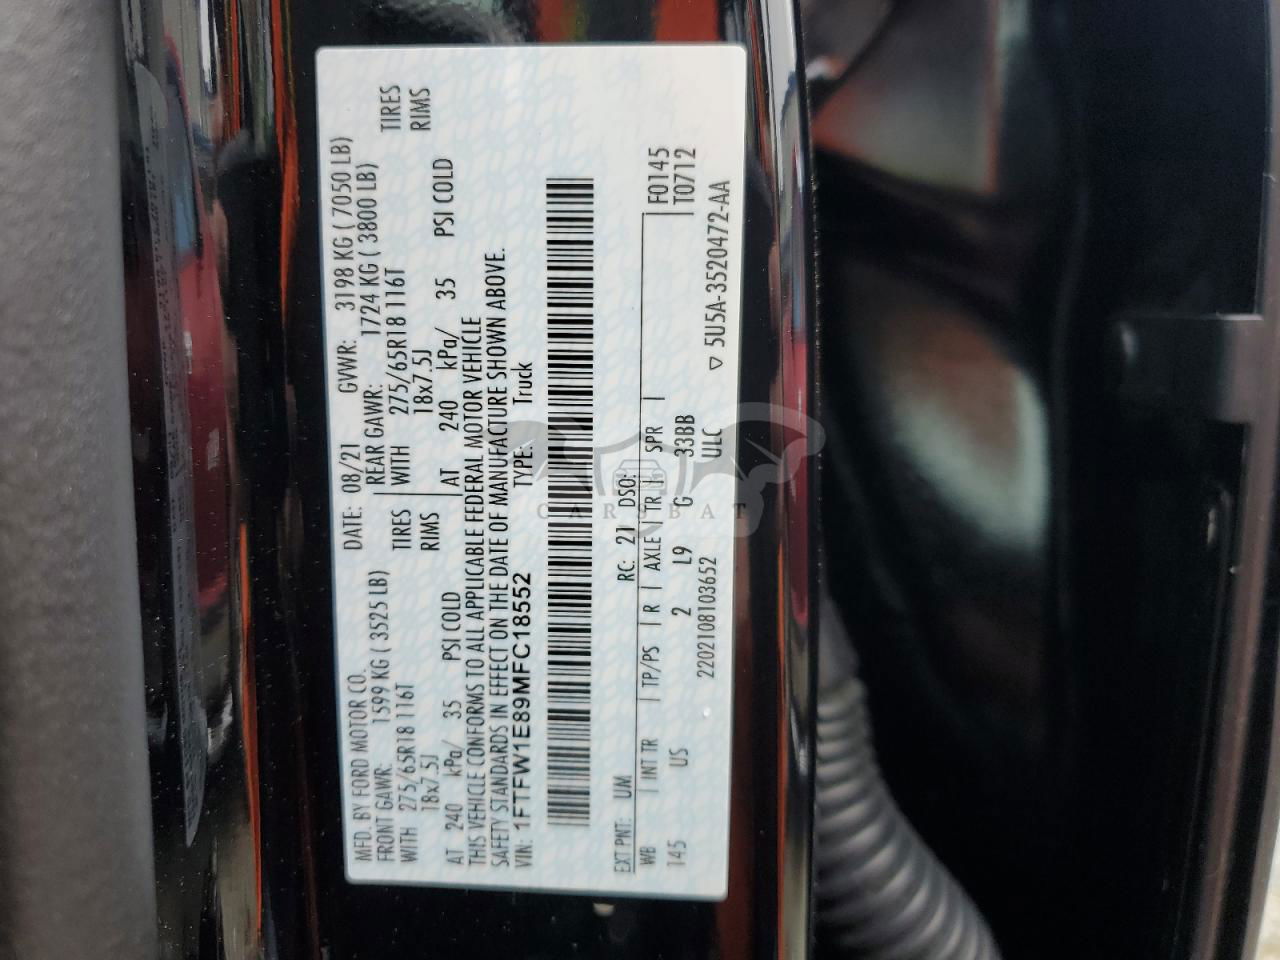 MFD. BY FORD MOTOR CO.
DATE: 08/21 GVWR: 3198 KG ( 7050 LB)
FRONT GAWR: 1599 KG ( 3525 LB) REAR GAWR: 1724 KG ( 3800 LB)
WITH 275/65R18 116T TIRES WITH 275/65R18 116T TIRES
18x7.5J RIMS 18x7.5J RIMS
AT 240 kPa/ 35 PSI COLD AT 240 kPa/ 35 PSI COLD
THIS VEHICLE CONFORMS TO ALL APPLICABLE FEDERAL MOTOR VEHICLE
SAFETY STANDARDS IN EFFECT ON THE DATE OF MANUFACTURE SHOWN ABOVE.
VIN: 1FTFW1E89MFC18552 TYPE: Truck
EXT PNT: UM RC: 21 DSO: F0145
WB | INT TR | TP/PS | R | AXLE | TR | SPR | T0712
145 US 2 L9 G 33BB
2202108103652 ULC ▽ 5U5A-3520472-AA
CARSBAT